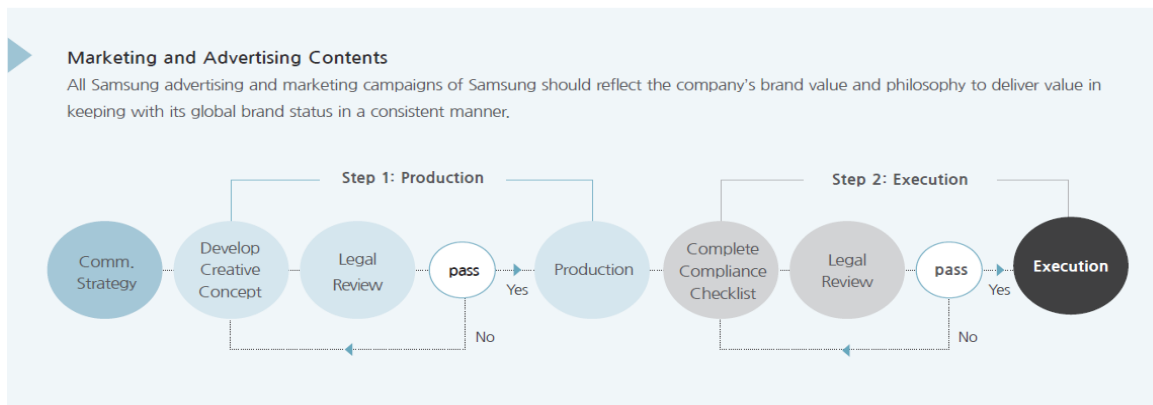 Marketing and Advertising Contents
All Samsung advertising and marketing campaigns of Samsung should reflect the company's brand value and philosophy to deliver value in
keeping with its global brand status in a consistent manner.
Step 1: Production
Step 2: Execution
Comm.
Strategy
Develop
Creative
Concept
Legal
Review
pass
Yes
No
Production
Complete
Compliance
Checklist
Legal
Review
pass
Yes
No
Execution